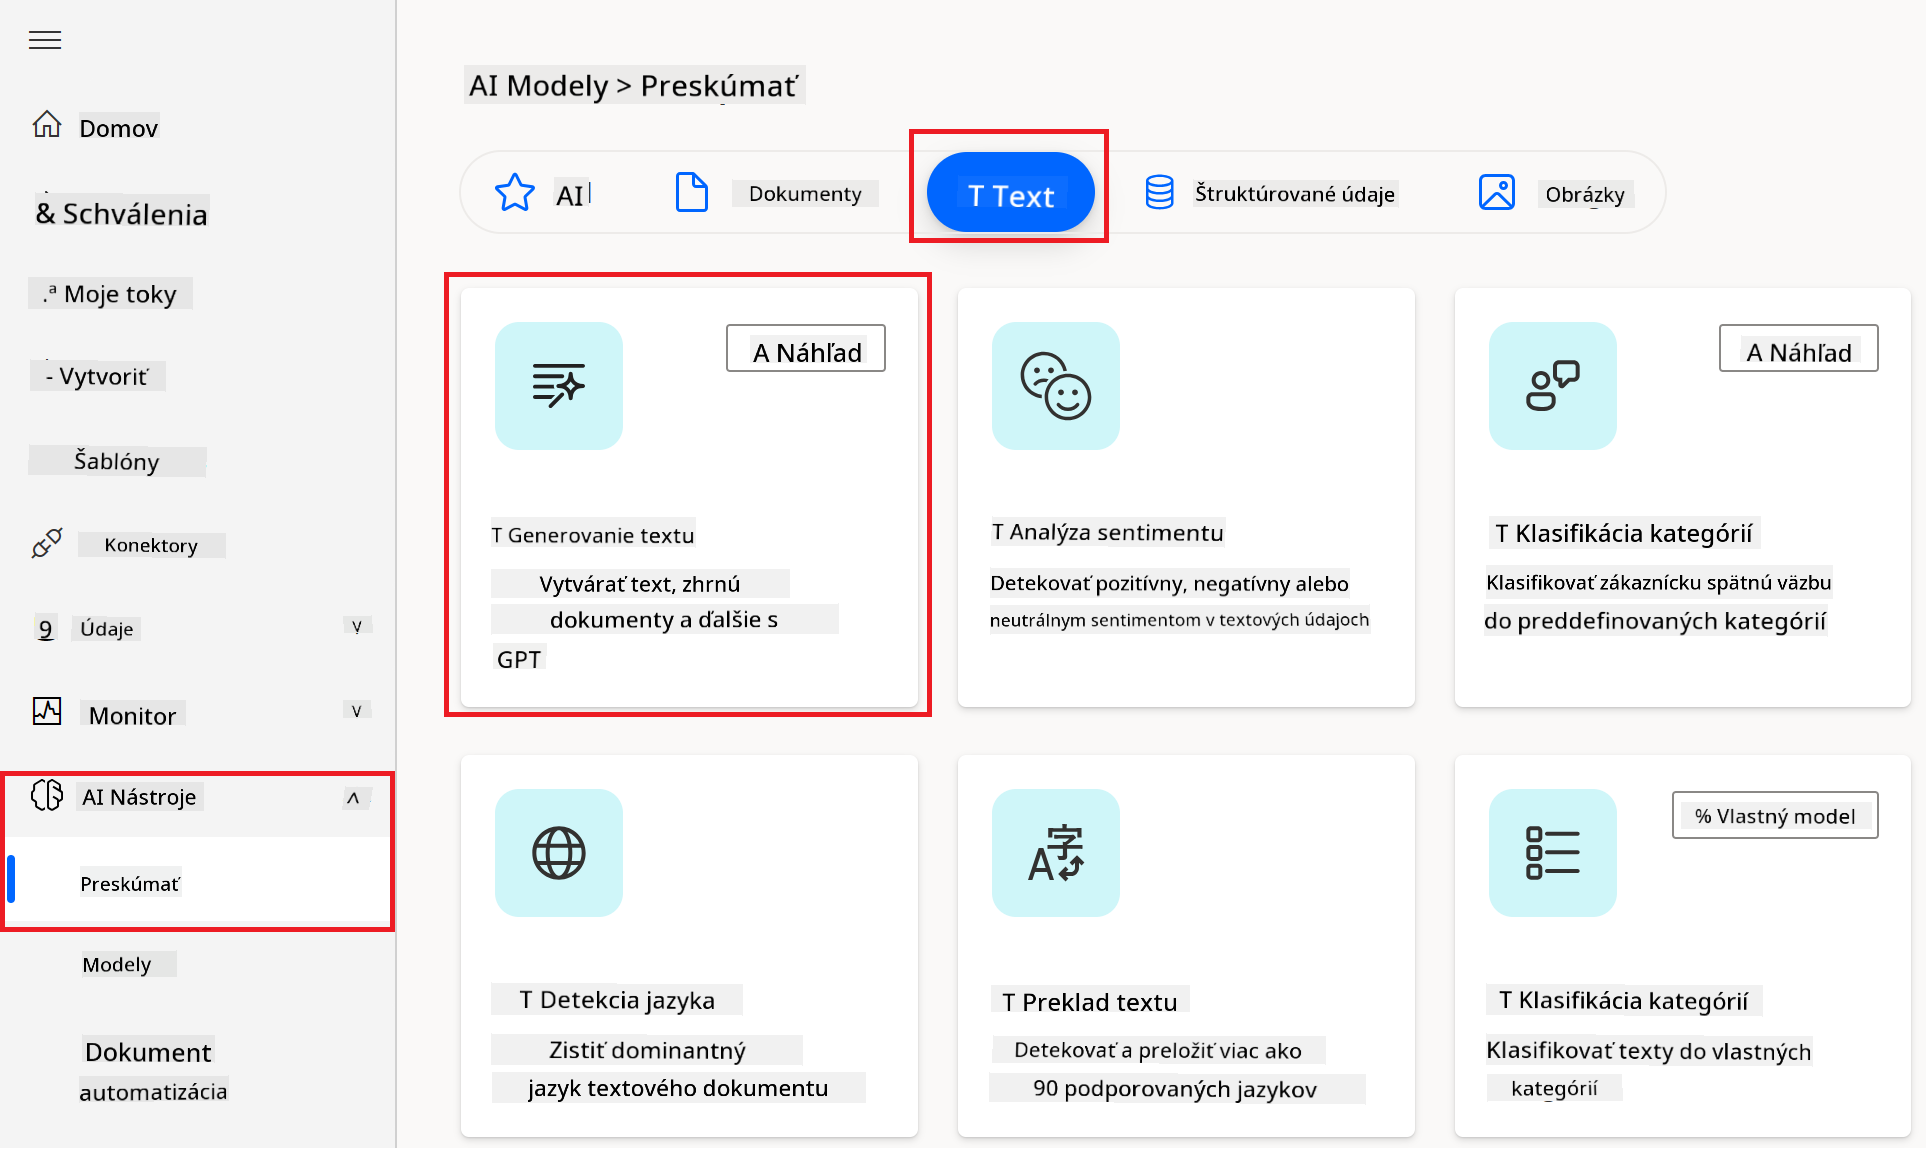 Domov
& Schválenia
.ª Moje toky
- Vytvoriť
Šablóny
Konektory
9 Údaje
Monitor
AI Nástroje
Preskúmať
Modely
Dokument
automatizácia
AI Modely > Preskúmať
AI
Dokumenty
T Text
Štruktúrované údaje
Obrázky
A Náhľad
T Generovanie textu
Vytvárať text, zhrnú
dokumenty a ďalšie s
GPT
T Analýza sentimentu
Detekovať pozitívny, negatívny alebo
neutrálnym sentimentom v textových údajoch
A Náhľad
T Klasifikácia kategórií
Klasifikovať zákaznícku spätnú väzbu
do preddefinovaných kategórií
T Detekcia jazyka
Zistiť dominantný
jazyk textového dokumentu
字
A
T Preklad textu
Detekovať a preložiť viac ako
90 podporovaných jazykov
% Vlastný model
T Klasifikácia kategórií
Klasifikovať texty do vlastných
kategórií